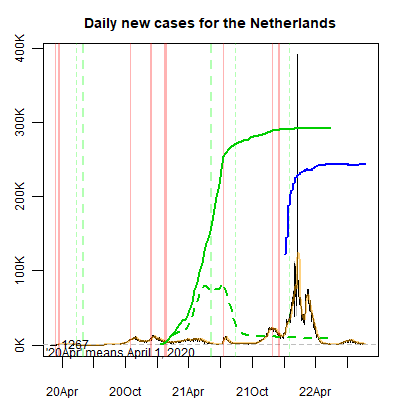 Daily new cases for the Netherlands
400K
300K
200K
100K
0K
1267
'20Apr' means April 1, 2020
20Apr
20Oct
21Apr
21Oct
22Apr